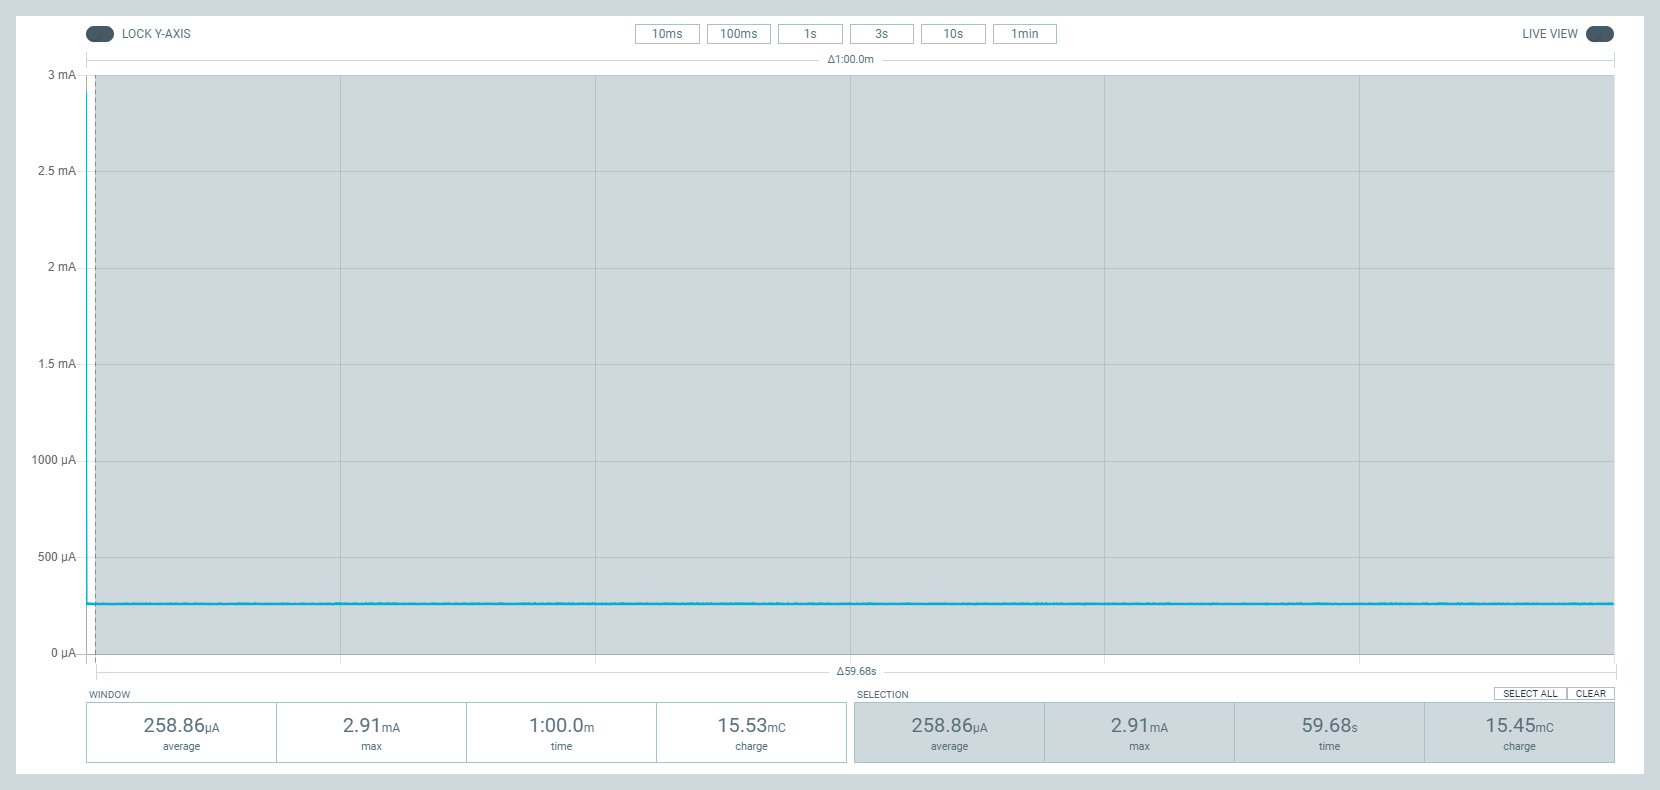 LOCK Y-AXIS 10ms 100ms 1s 3s 10s 1min LIVE VIEW
Δ1:00.0m
3 mA
2.5 mA
2 mA
1.5 mA
1000 µA
500 µA
0 µA
Δ59.68s
WINDOW SELECTION SELECT ALL CLEAR
258.86µA 2.91mA 1:00.0m 15.53mC 258.86µA 2.91mA 59.68s 15.45mC
average max time charge average max time charge